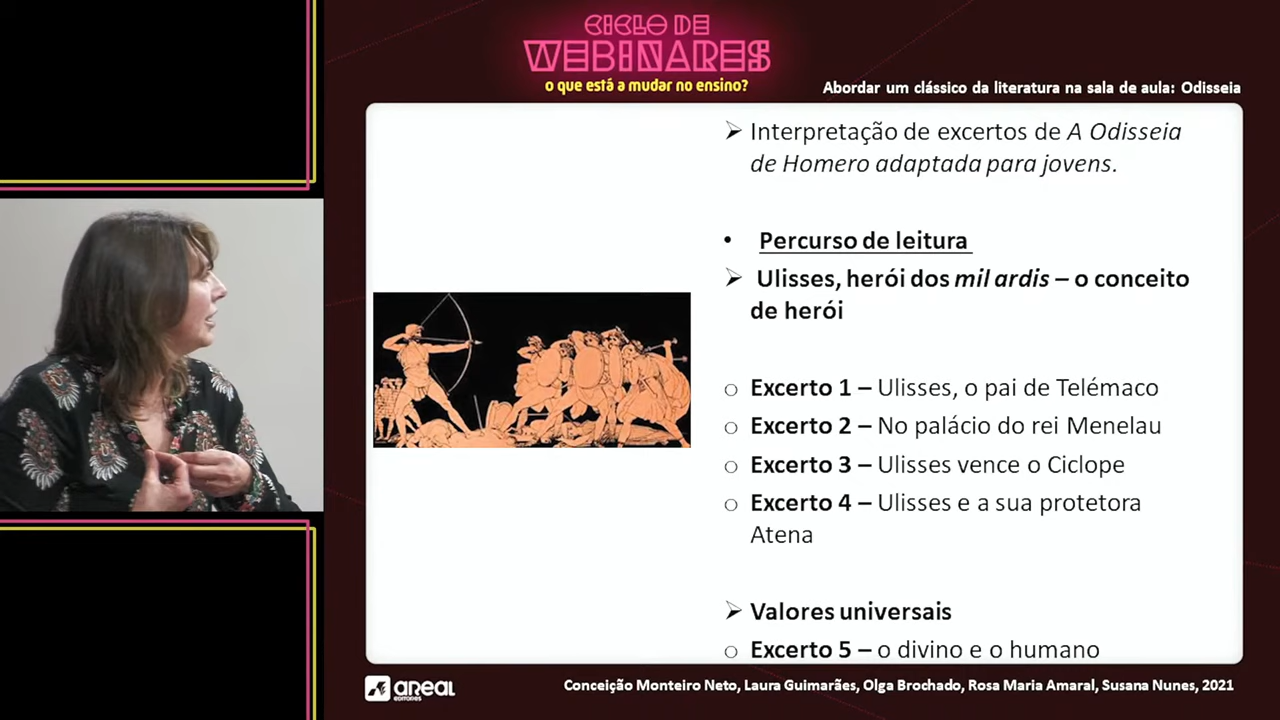 CICLO DE
WEBINARES
o que está a mudar no ensino?
Abordar um clássico da literatura na sala de aula: Odisseia
➢ Interpretação de excertos de A Odisseia
de Homero adaptada para jovens.
• Percurso de leitura
➢ Ulisses, herói dos mil ardis – o conceito
de herói
○ Excerto 1 – Ulisses, o pai de Telémaco
○ Excerto 2 – No palácio do rei Menelau
○ Excerto 3 – Ulisses vence o Ciclope
○ Excerto 4 – Ulisses e a sua protetora
Atena
➢ Valores universais
○ Excerto 5 – o divino e o humano
AREAL
EDITORES
Conceição Monteiro Neto, Laura Guimarães, Olga Brochado, Rosa Maria Amaral, Susana Nunes, 2021